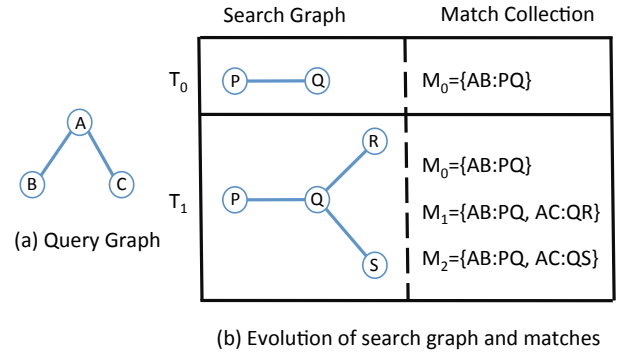 Search Graph
Match Collection
T0
P
Q
M0={AB:PQ}
A
B
C
(a) Query Graph
T1
R
P
Q
S
M0={AB:PQ}
M1={AB:PQ, AC:QR}
M2={AB:PQ, AC:QS}
(b) Evolution of search graph and matches